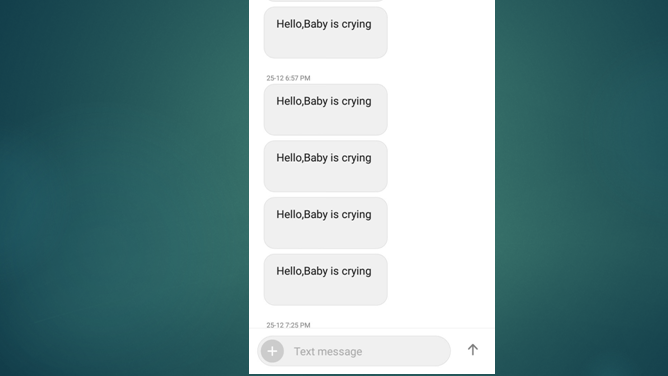 Hello,Baby is crying
25-12 6:57 PM
Hello,Baby is crying
Hello,Baby is crying
Hello,Baby is crying
Hello,Baby is crying
25-12 7:25 PM
Text message